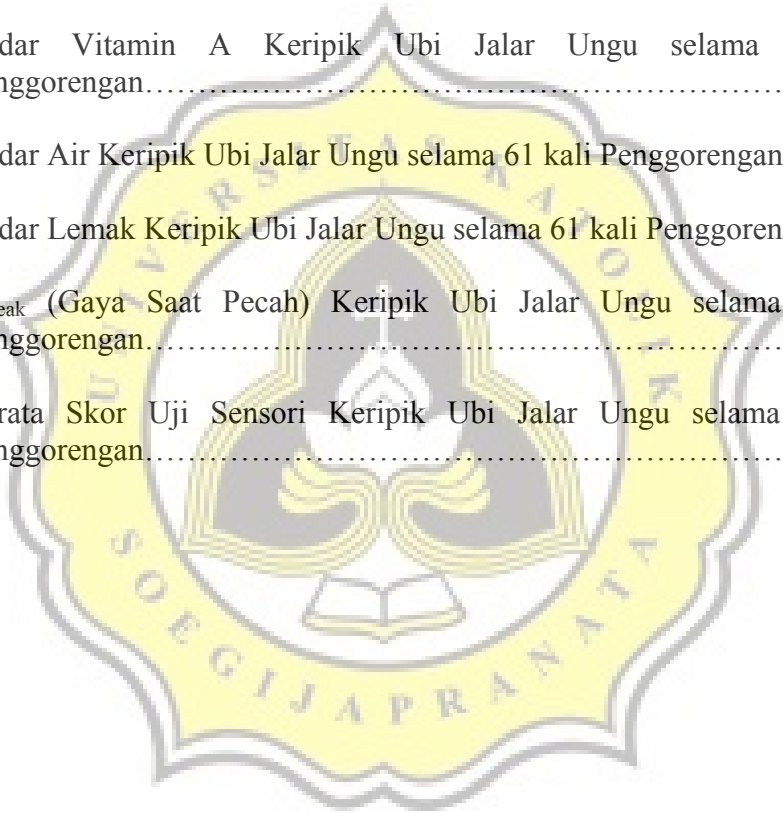 dar Vitamin A Keripik Ubi Jalar Ungu selama
nggorengan……………………………………………………
dar Air Keripik Ubi Jalar Ungu selama 61 kali Penggorengan
dar Lemak Keripik Ubi Jalar Ungu selama 61 kali Penggoren
eak (Gaya Saat Pecah) Keripik Ubi Jalar Ungu selama
nggorengan……………………………………………………
rata Skor Uji Sensori Keripik Ubi Jalar Ungu selama
nggorengan……………………………………………………
UNIVERSITAS KATOLIK
SOEGIJAPRANATA